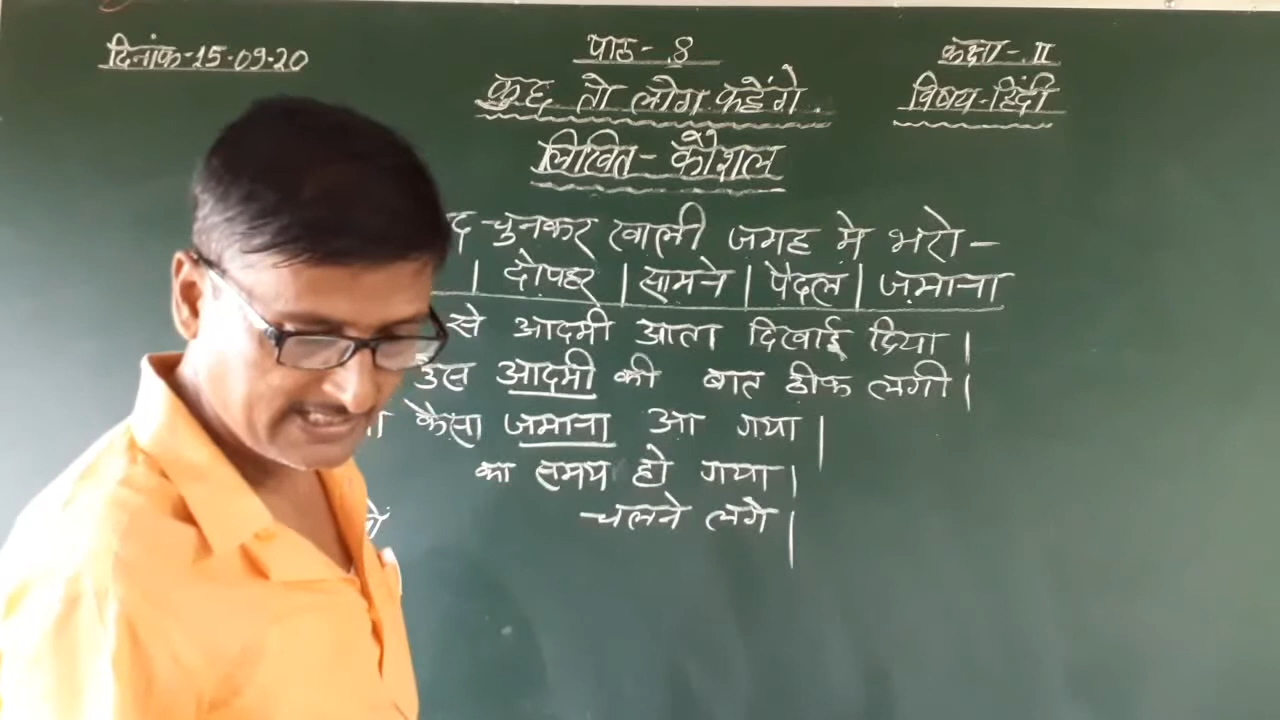 दिनांक-15-09-20
पाठ-8
कक्षा-II
कुछ तो लोग कहेंगे.
विषय-हिंदी
लिखित-कौशल
चुनकर खाली जगह मे भरो-
| दोपहर | सामने | पैदल | ज़माना
से आदमी आता दिखाई दिया |
उस आदमी की बात ठीक लगी |
कैसा जमाना आ गया |
का समय हो गया |
चलने लगे |